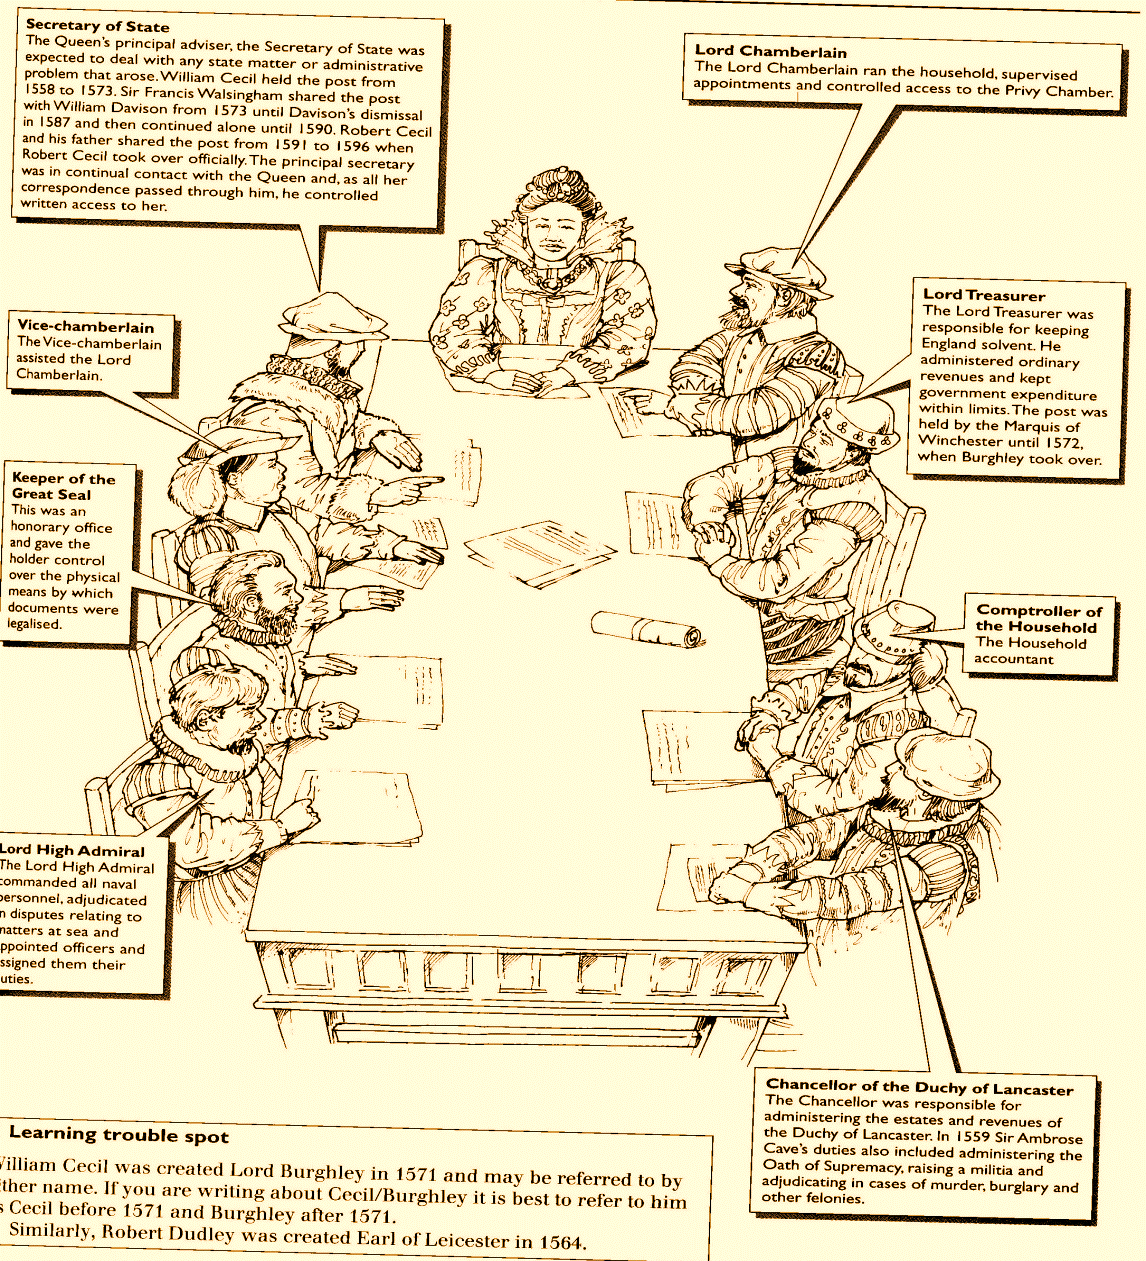 Secretary of State
The Queen's principal adviser, the Secretary of State was
expected to deal with any state matter or administrative
problem that arose. William Cecil held the post from
1558 to 1573. Sir Francis Walsingham shared the post
with William Davison from 1573 until Davison's dismissal
in 1587 and then continued alone until 1590. Robert Cecil
and his father shared the post from 1591 to 1596 when
Robert Cecil took over officially. The principal secretary
was in continual contact with the Queen and, as all her
correspondence passed through him, he controlled
written access to her.
Lord Chamberlain
The Lord Chamberlain ran the household, supervised
appointments and controlled access to the Privy Chamber.
Vice-chamberlain
The Vice-chamberlain
assisted the Lord
Chamberlain.
Lord Treasurer
The Lord Treasurer was
responsible for keeping
England solvent. He
administered ordinary
revenues and kept
government expenditure
within limits. The post was
held by the Marquis of
Winchester until 1572,
when Burghley took over.
Keeper of the
Great Seal
This was an
honorary office
and gave the
holder control
over the physical
means by which
documents were
legalised.
Comptroller of
the Household
The Household
accountant
Lord High Admiral
The Lord High Admiral
commanded all naval
personnel, adjudicated
n disputes relating to
matters at sea and
ppointed officers and
ssigned them their
uties.
Chancellor of the Duchy of Lancaster
The Chancellor was responsible for
administering the estates and revenues of
the Duchy of Lancaster. In 1559 Sir Ambrose
Cave's duties also included administering the
Oath of Supremacy, raising a militia and
adjudicating in cases of murder, burglary and
other felonies.
Learning trouble spot
William Cecil was created Lord Burghley in 1571 and may be referred to by
ither name. If you are writing about Cecil/Burghley it is best to refer to him
s Cecil before 1571 and Burghley after 1571.
Similarly, Robert Dudley was created Earl of Leicester in 1564.